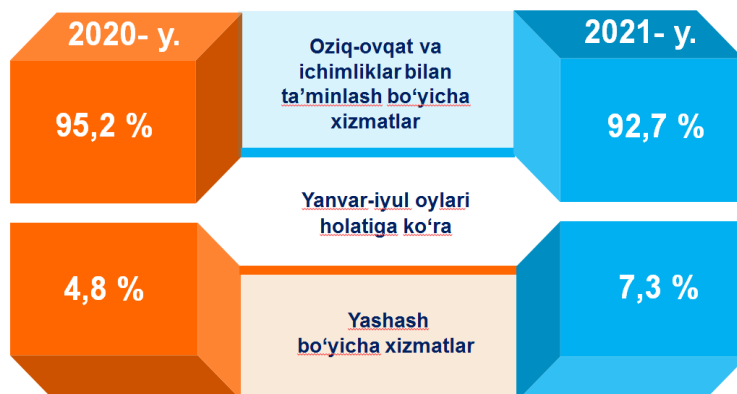 2020- y.
Oziq-ovqat va
ichimliklar bilan
ta’minlash bo‘yicha
xizmatlar
2021- y.
95,2 %
92,7 %
Yanvar-iyul oylari
holatiga ko‘ra
4,8 %
7,3 %
Yashash
bo‘yicha xizmatlar